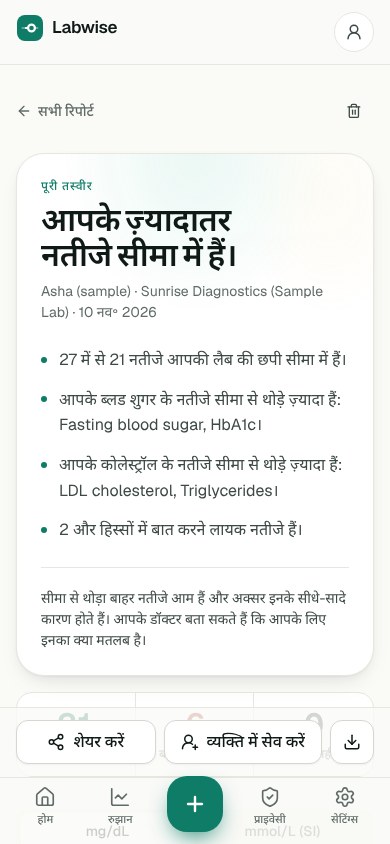 Labwise
सभी रिपोर्ट
पूरी तस्वीर
आपके ज़्यादातर
नतीजे सीमा में हैं।
Asha (sample) · Sunrise Diagnostics (Sample
Lab) · 10 नव॰ 2026
27 में से 21 नतीजे आपकी लैब की छपी सीमा में हैं।
आपके ब्लड शुगर के नतीजे सीमा से थोड़े ज़्यादा हैं:
Fasting blood sugar, HbA1c।
आपके कोलेस्ट्रॉल के नतीजे सीमा से थोड़े ज़्यादा हैं:
LDL cholesterol, Triglycerides।
2 और हिस्सों में बात करने लायक नतीजे हैं।
सीमा से थोड़ा बाहर नतीजे आम हैं और अक्सर इनके सीधे-सादे
कारण होते हैं। आपके डॉक्टर बता सकते हैं कि आपके लिए
इनका क्या मतलब है।
शेयर करें
व्यक्ति में सेव करें
होम
रुझान
प्राइवेसी
सेटिंग्स
mg/dL
mmol/L (SI)